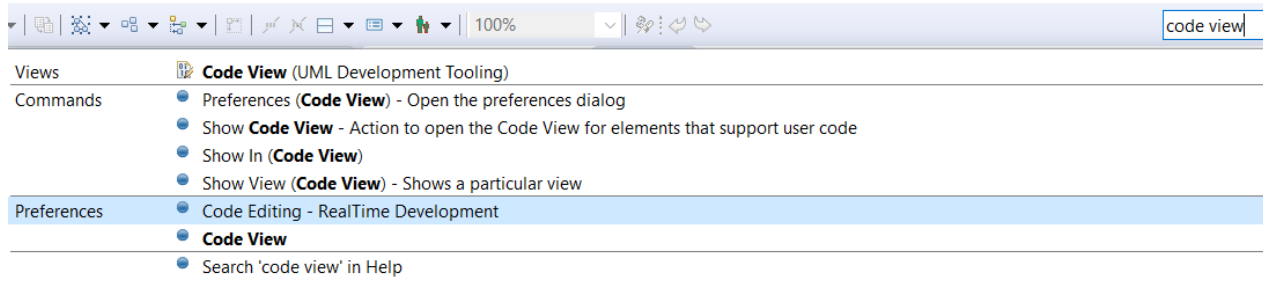 100%
code view
Views Code View (UML Development Tooling)
Commands Preferences (Code View) - Open the preferences dialog
Show Code View - Action to open the Code View for elements that support user code
Show In (Code View)
Show View (Code View) - Shows a particular view
Preferences Code Editing - RealTime Development
Code View
Search 'code view' in Help